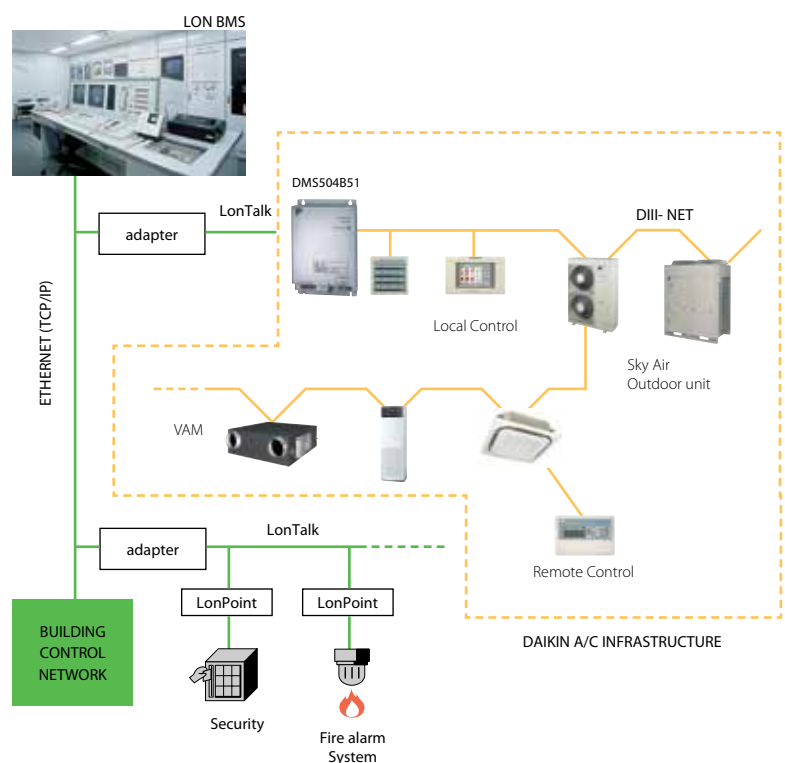 LON BMS
DMS504B51
LonTalk
DIII- NET
adapter
Local Control
Sky Air
Outdoor unit
ETHERNET (TCP/IP)
VAM
LonTalk
adapter
Remote Control
LonPoint
LonPoint
BUILDING
CONTROL
NETWORK
DAIKIN A/C INFRASTRUCTURE
Security
Fire alarm
System